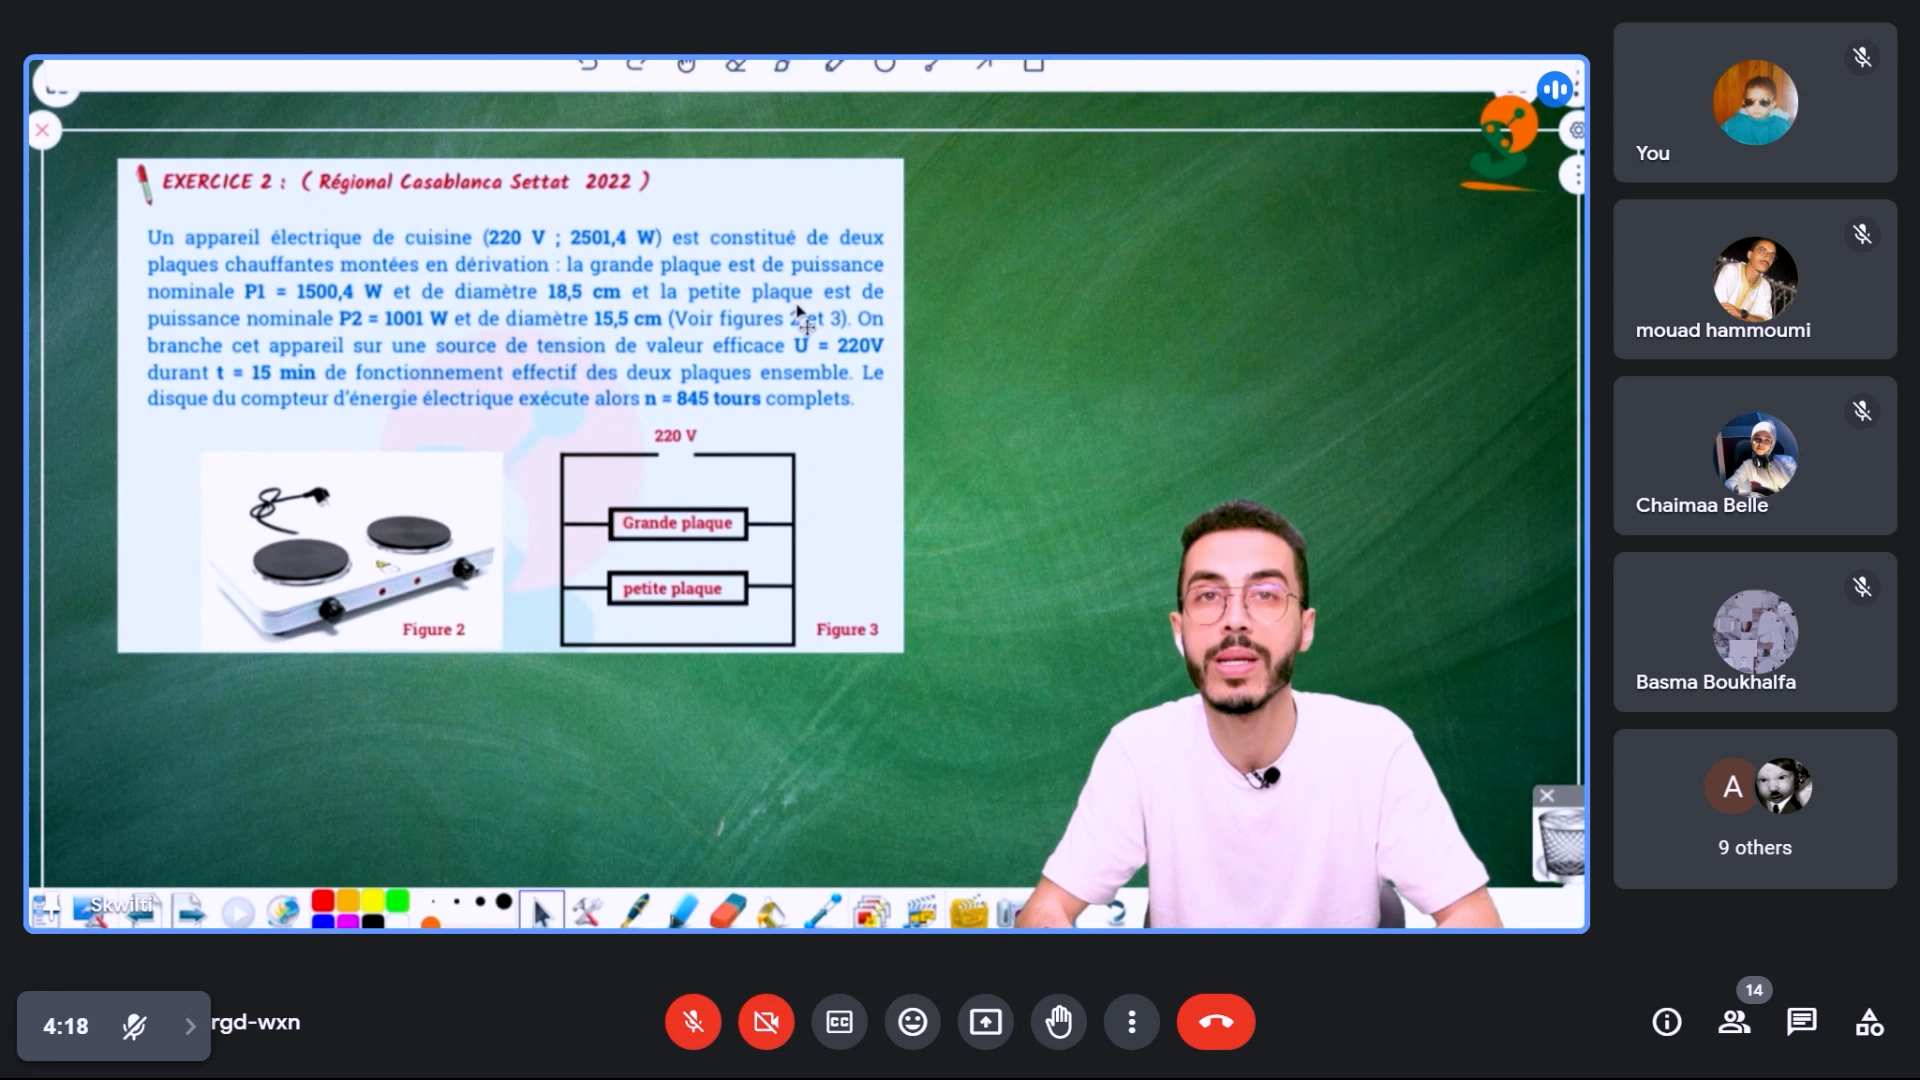 EXERCICE 2 : ( Régional Casablanca Settat 2022 )
Un appareil électrique de cuisine (220 V ; 2501,4 W) est constitué de deux
plaques chauffantes montées en dérivation : la grande plaque est de puissance
nominale P1 = 1500,4 W et de diamètre 18,5 cm et la petite plaque est de
puissance nominale P2 = 1001 W et de diamètre 15,5 cm (Voir figures 2 et 3). On
branche cet appareil sur une source de tension de valeur efficace U = 220V
durant t = 15 min de fonctionnement effectif des deux plaques ensemble. Le
disque du compteur d'énergie électrique exécute alors n = 845 tours complets.
220 V
Grande plaque
petite plaque
Figure 2
Figure 3
Skwilti
You
mouad hammoumi
Chaimaa Belle
Basma Boukhalfa
A
9 others
4:18
rgd-wxn
CC
14